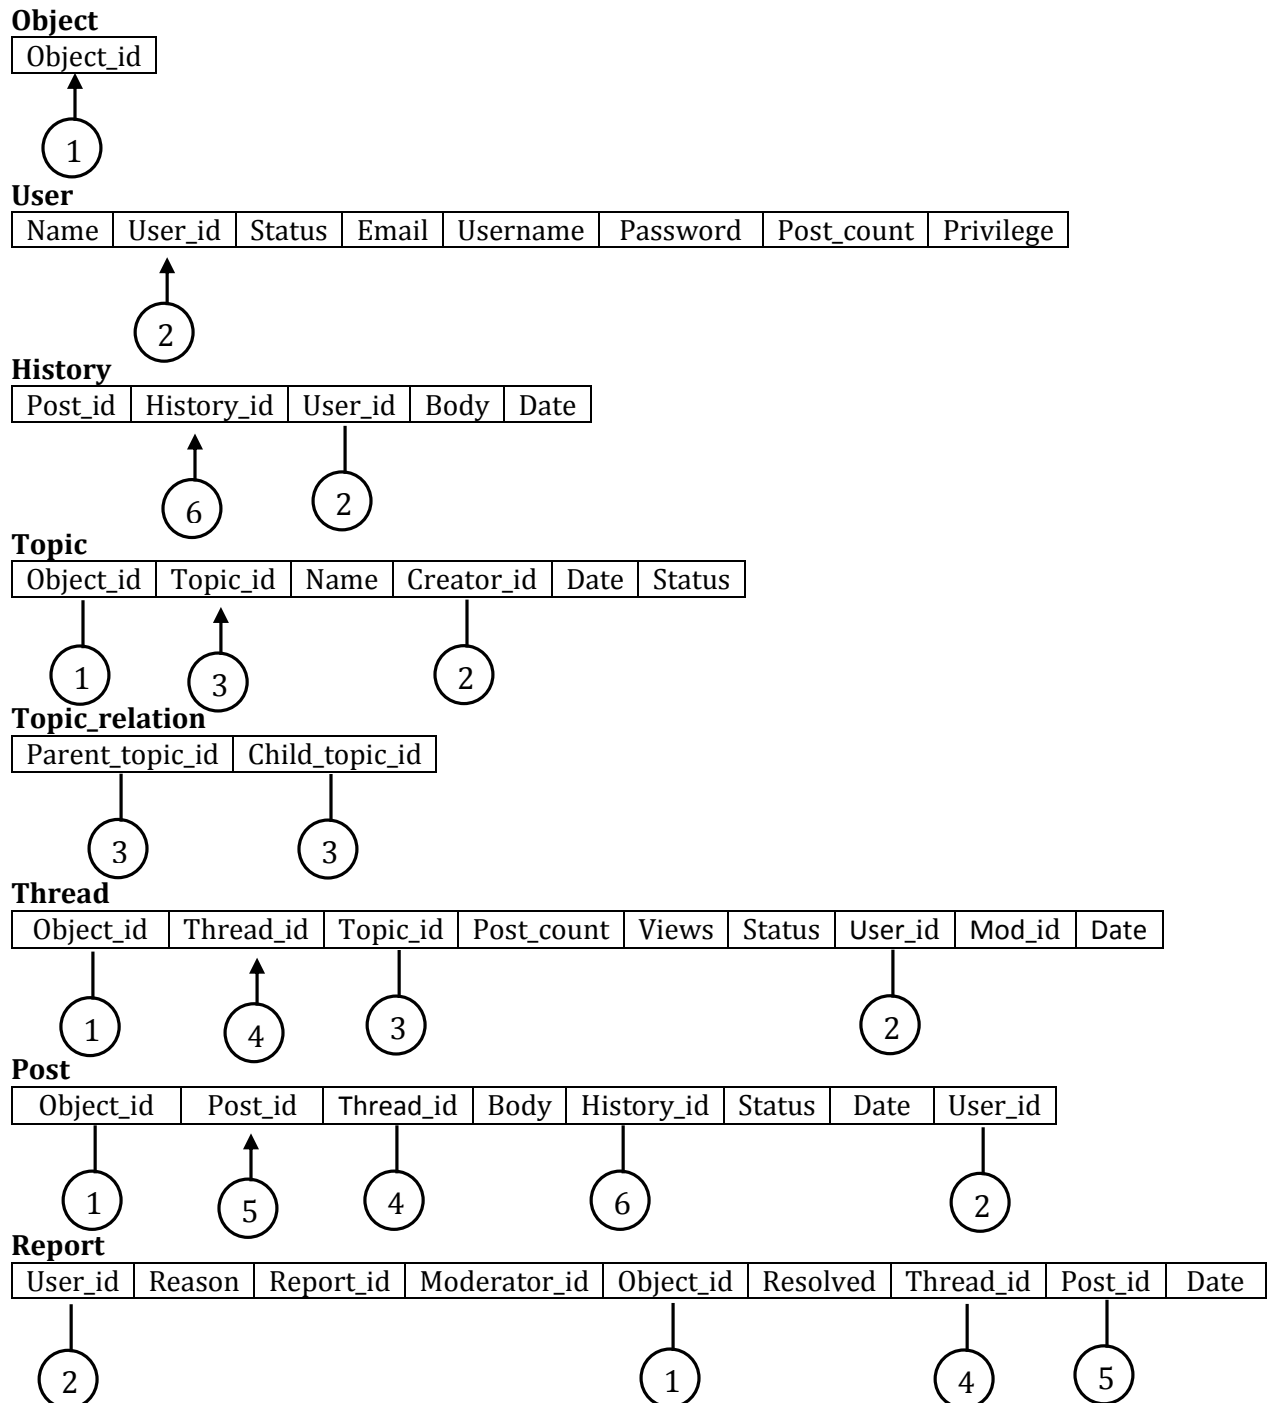 Object
Object_id
1
User
Name User_id Status Email Username Password Post_count Privilege
2
History
Post_id History_id User_id Body Date
6 2
Topic
Object_id Topic_id Name Creator_id Date Status
1 3 2
Topic_relation
Parent_topic_id Child_topic_id
3 3
Thread
Object_id Thread_id Topic_id Post_count Views Status User_id Mod_id Date
1 4 3 2
Post
Object_id Post_id Thread_id Body History_id Status Date User_id
1 5 4 6 2
Report
User_id Reason Report_id Moderator_id Object_id Resolved Thread_id Post_id Date
2 1 4 5